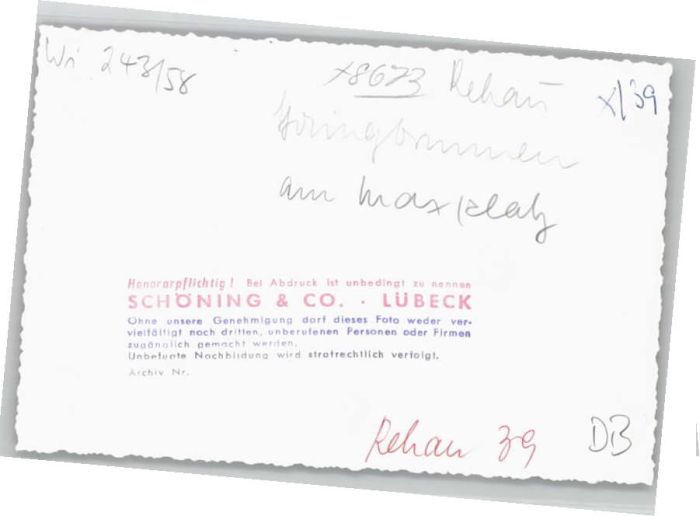 Wi 243/58
x8673 Rehau
X/39
am Maxplatz
Honorarpflichtig! Bei Abdruck ist unbedingt zu nennen
SCHÖNING & CO. · LÜBECK
Ohne unsere Genehmigung darf dieses Foto weder ver-
vielfältigt noch dritten, unberufenen Personen oder Firmen
zugänglich gemacht werden.
Unbefugte Nachbildung wird strafrechtlich verfolgt.
Archiv Nr.
Rehau 39
DB